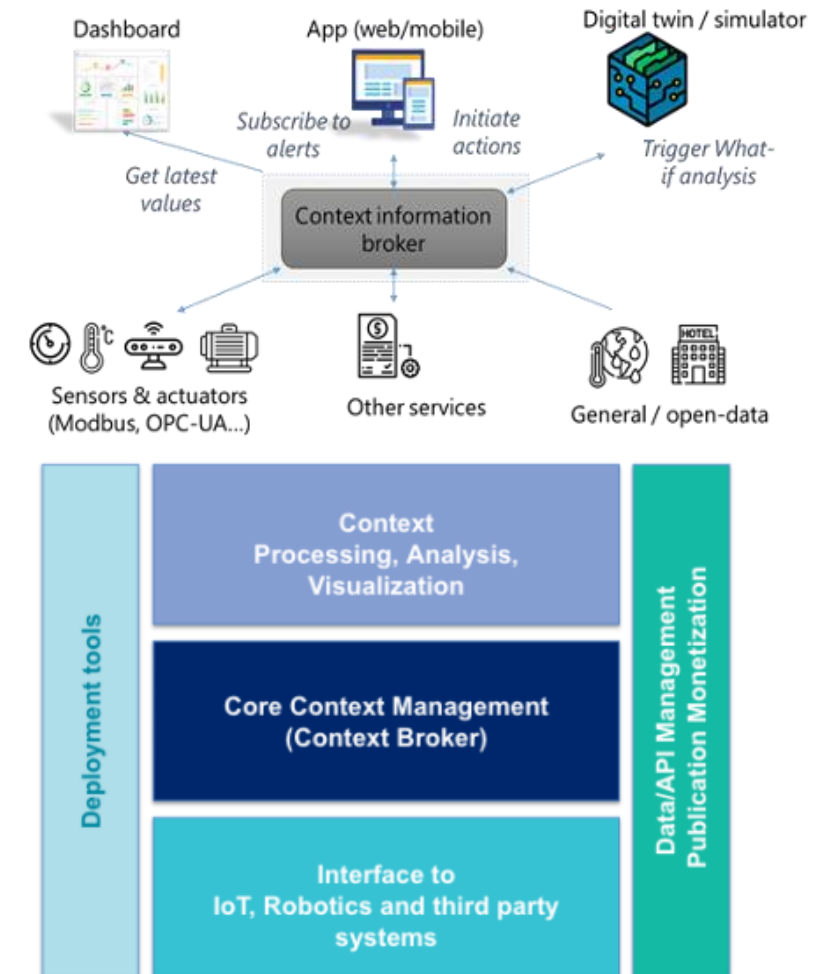 Dashboard
App (web/mobile)
Digital twin / simulator
Subscribe to
alerts
Initiate
actions
Get latest
values
Trigger What-
if analysis
Context information
broker
°C
$
HOTEL
Sensors & actuators
(Modbus, OPC-UA...)
Other services
General / open-data
Deployment tools
Context
Processing, Analysis,
Visualization
Core Context Management
(Context Broker)
Interface to
IoT, Robotics and third party
systems
Data/API Management
Publication Monetization